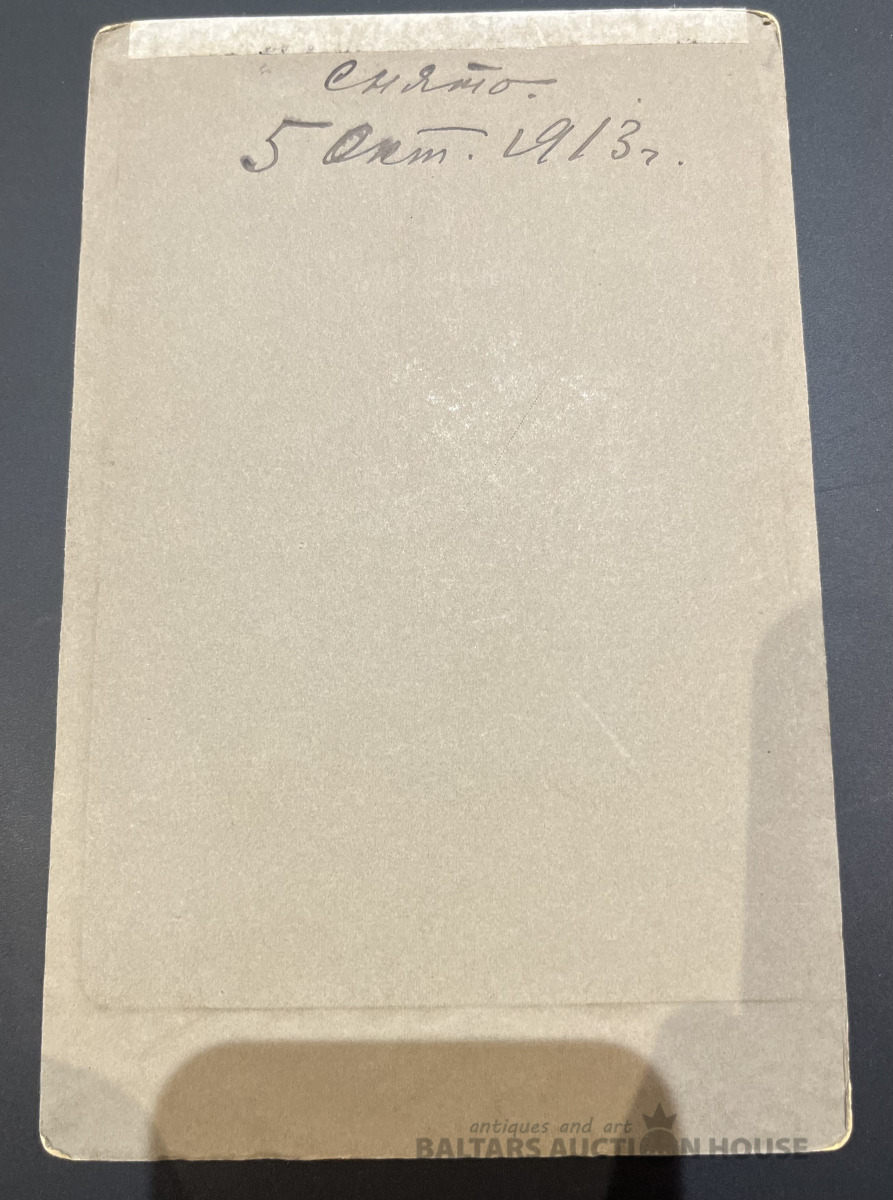 Снято.
5 Окт. 1913 г.
antiques and art
BALTARS AUCTION HOUSE